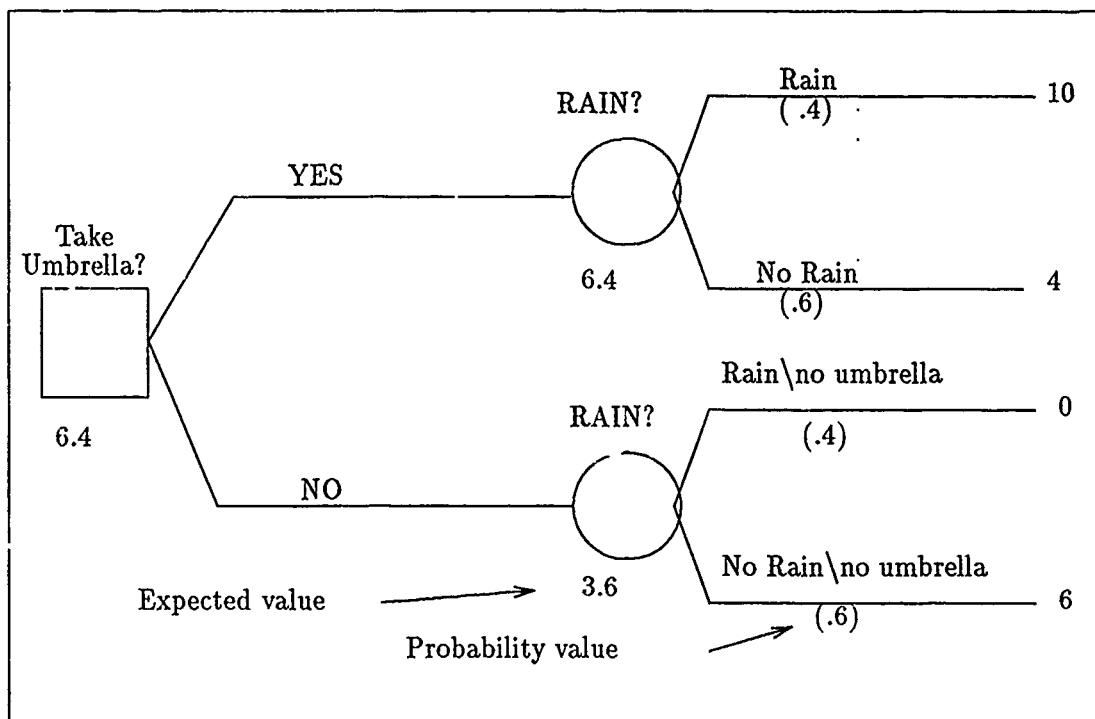 Rain
(.4)
10
RAIN?
YES
Take
Umbrella?
6.4
No Rain
(.6)
4
Rain\no umbrella
0
(.4)
RAIN?
6.4
NO
No Rain\no umbrella
6
(.6)
3.6
Expected value
Probability value